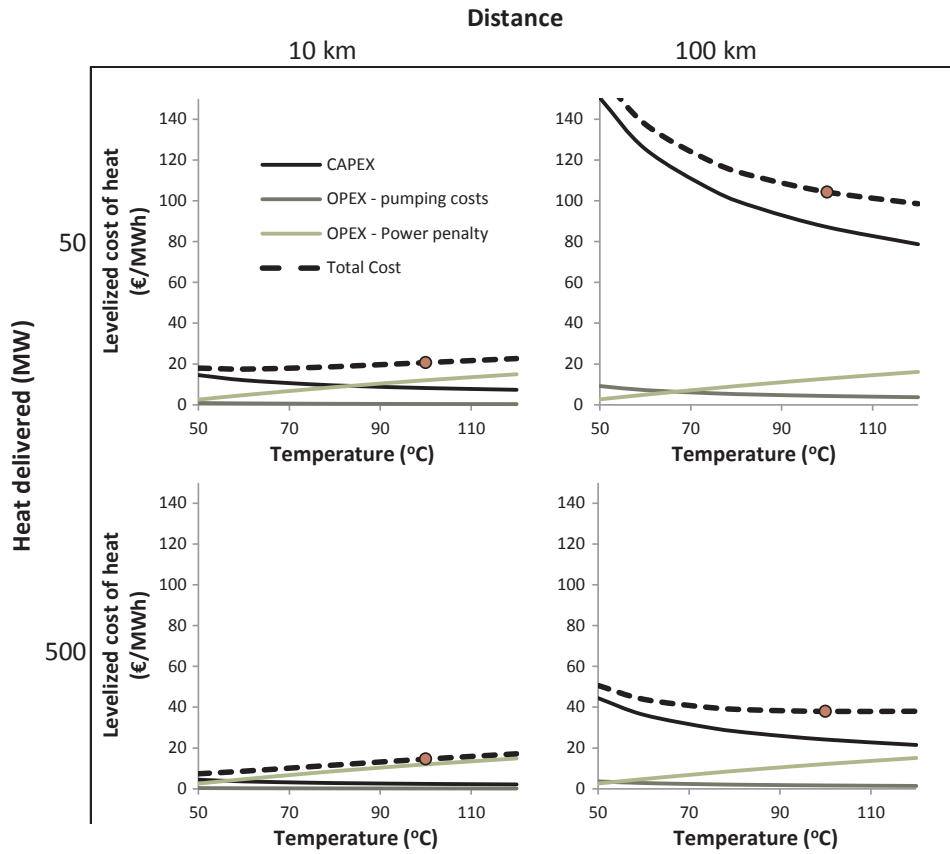 Distance
10 km
100 km
Heat delivered (MW)
50
Levelized cost of heat
(€/MWh)
140
120
100
80
60
40
20
0
CAPEX
OPEX - pumping costs
OPEX - Power penalty
Total Cost
50 70 90 110
Temperature (°C)
140
120
100
80
60
40
20
0
50 70 90 110
Temperature (°C)
500
Levelized cost of heat
(€/MWh)
140
120
100
80
60
40
20
0
50 70 90 110
Temperature (°C)
140
120
100
80
60
40
20
0
50 70 90 110
Temperature (°C)